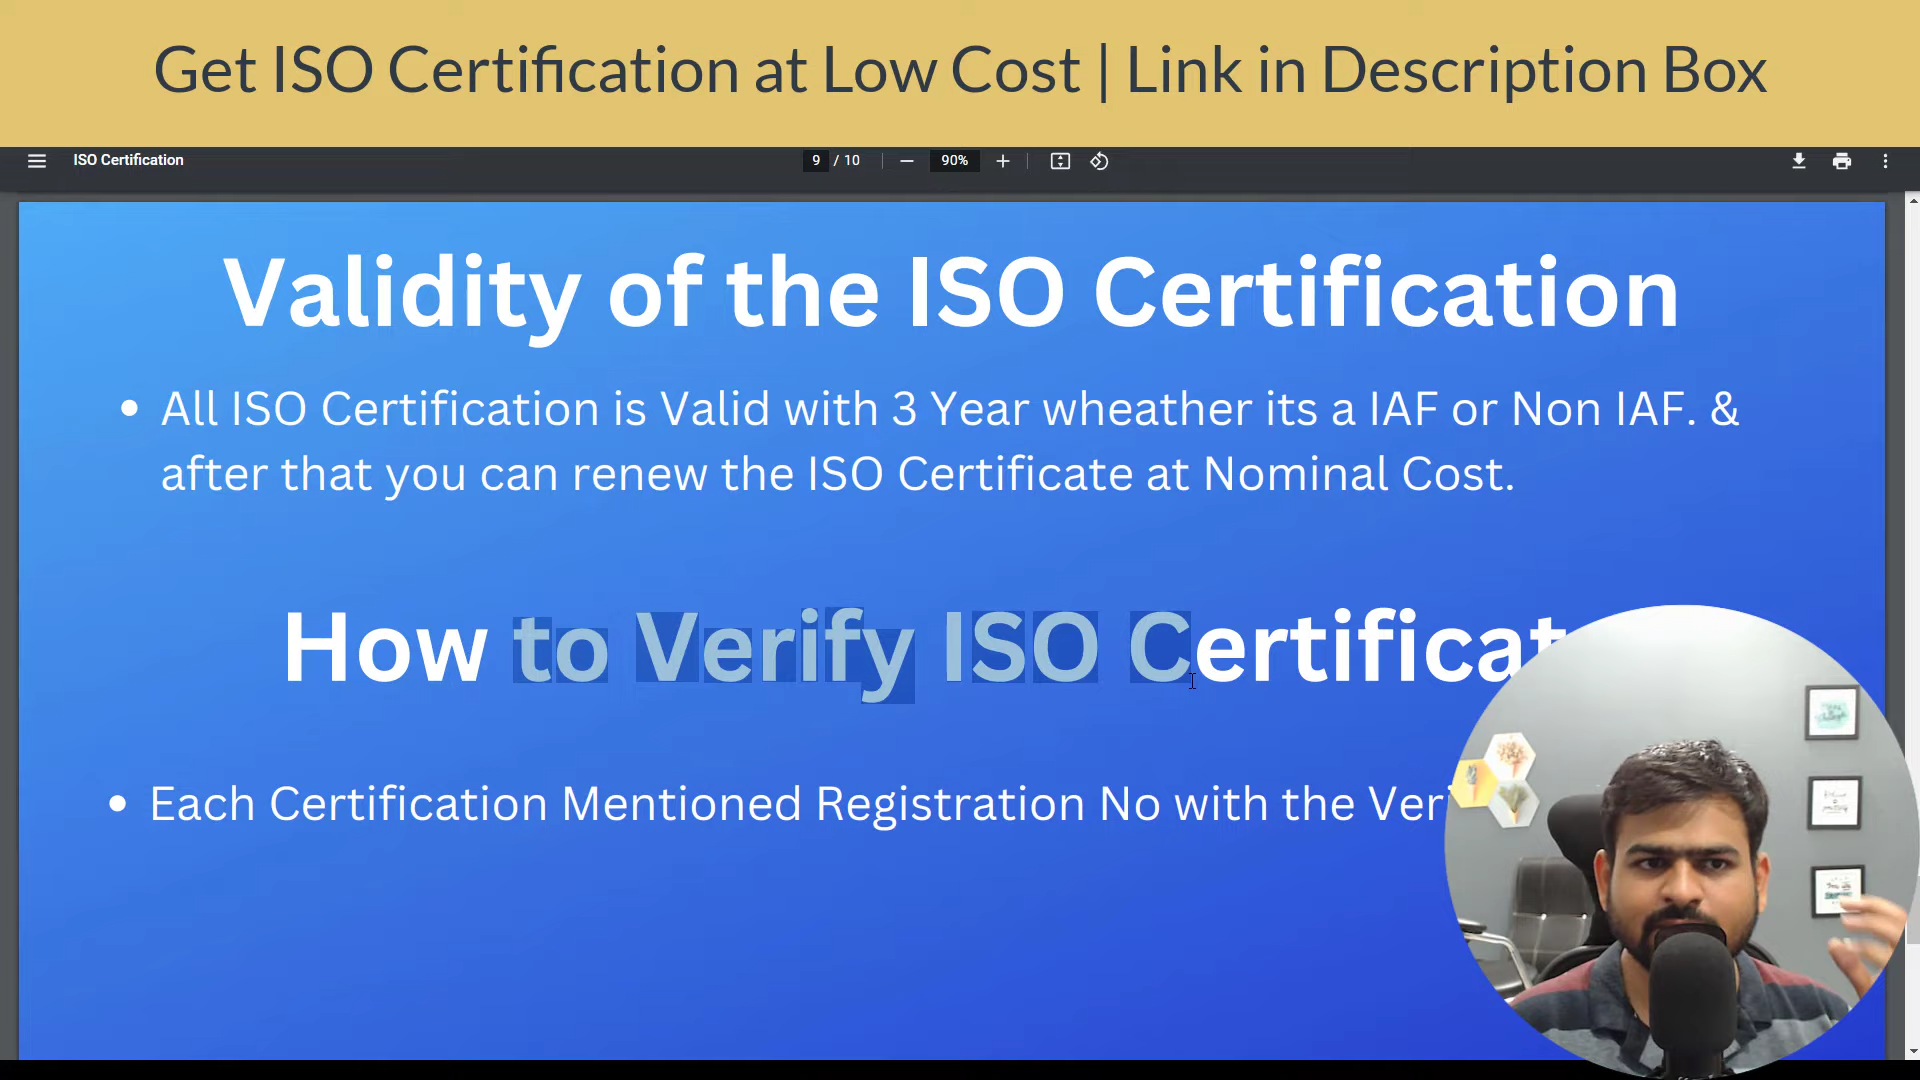 Get ISO Certification at Low Cost | Link in Description Box
ISO Certification
9 / 10
90%
Validity of the ISO Certification
• All ISO Certification is Valid with 3 Year wheather its a IAF or Non IAF. &
after that you can renew the ISO Certificate at Nominal Cost.
How to Verify ISO Certificat
• Each Certification Mentioned Registration No with the Veri